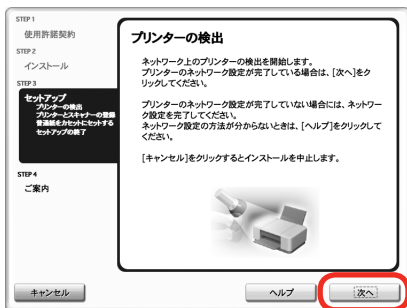 STEP 1
使用許諾契約
STEP 2
インストール
STEP 3
セットアップ
プリンターの検出
プリンターとスキャナーの登録
普通紙をカセットにセットする
セットアップの終了
STEP 4
ご案内
プリンターの検出
ネットワーク上のプリンターの検出を開始します。
プリンターのネットワーク設定が完了している場合は、[次へ]をク
リックしてください。
プリンターのネットワーク設定が完了していない場合には、ネットワー
ク設定を完了してください。
ネットワーク設定の方法が分からないときは、[ヘルプ]をクリックして
ください。
[キャンセル]をクリックするとインストールを中止します。
キャンセル
ヘルプ
次へ